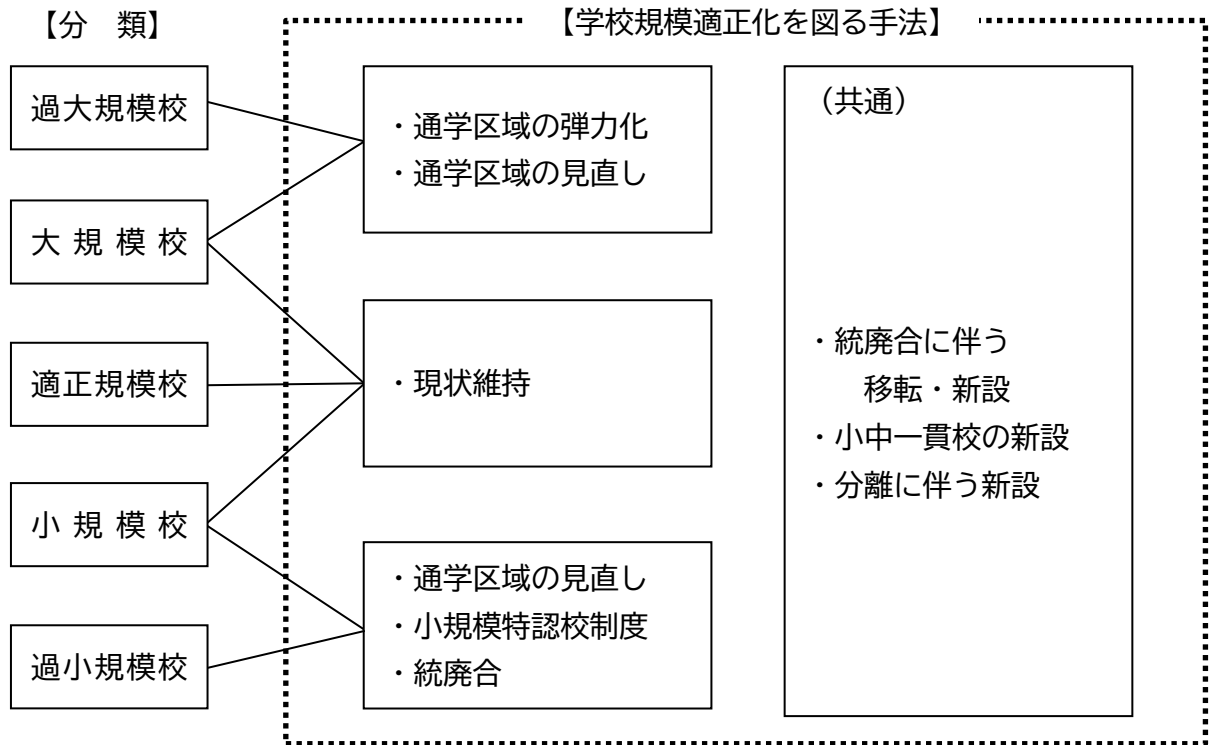 【分　類】
【学校規模適正化を図る手法】
過大規模校
大規模校
適正規模校
小規模校
過小規模校
・通学区域の弾力化
・通学区域の見直し
・現状維持
・通学区域の見直し
・小規模特認校制度
・統廃合
（共通）
・統廃合に伴う
移転・新設
・小中一貫校の新設
・分離に伴う新設